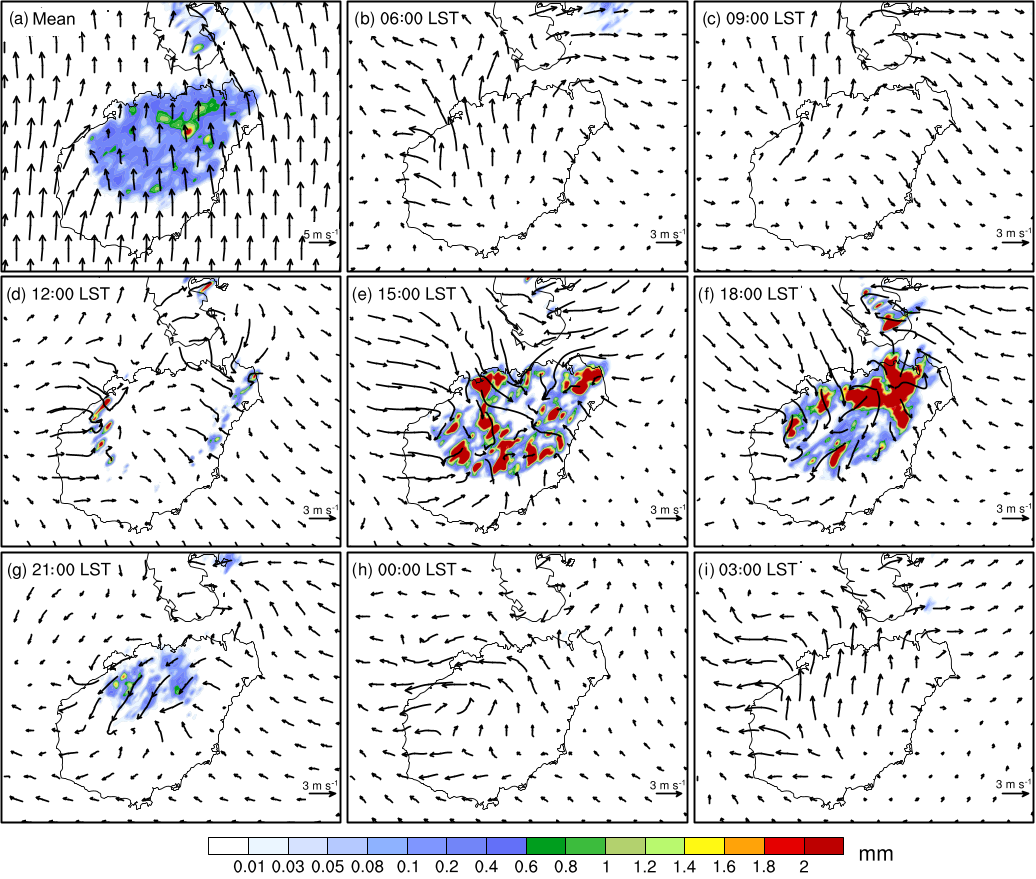 (a) Mean
5 m s-1
(b) 06:00 LST
3 m s-1
(c) 09:00 LST
3 m s-1
(d) 12:00 LST
3 m s-1
(e) 15:00 LST
3 m s-1
(f) 18:00 LST
3 m s-1
(g) 21:00 LST
3 m s-1
(h) 00:00 LST
3 m s-1
(i) 03:00 LST
3 m s-1
0.01 0.03 0.05 0.08 0.1 0.2 0.4 0.6 0.8 1 1.2 1.4 1.6 1.8 2 mm